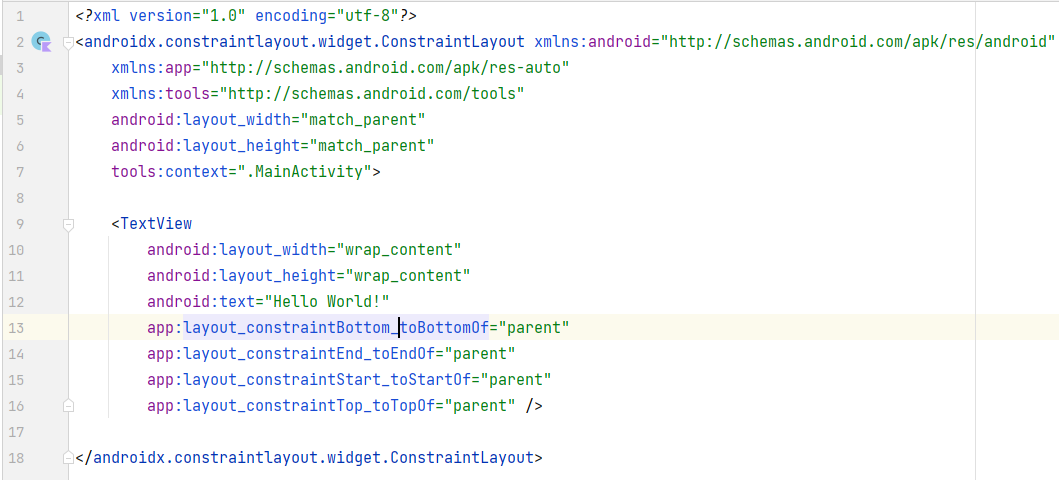 1 <?xml version="1.0" encoding="utf-8"?>
2 <androidx.constraintlayout.widget.ConstraintLayout xmlns:android="http://schemas.android.com/apk/res/android"
3     xmlns:app="http://schemas.android.com/apk/res-auto"
4     xmlns:tools="http://schemas.android.com/tools"
5     android:layout_width="match_parent"
6     android:layout_height="match_parent"
7     tools:context=".MainActivity">
8
9     <TextView
10         android:layout_width="wrap_content"
11         android:layout_height="wrap_content"
12         android:text="Hello World!"
13         app:layout_constraintBottom_toBottomOf="parent"
14         app:layout_constraintEnd_toEndOf="parent"
15         app:layout_constraintStart_toStartOf="parent"
16         app:layout_constraintTop_toTopOf="parent" />
17
18 </androidx.constraintlayout.widget.ConstraintLayout>